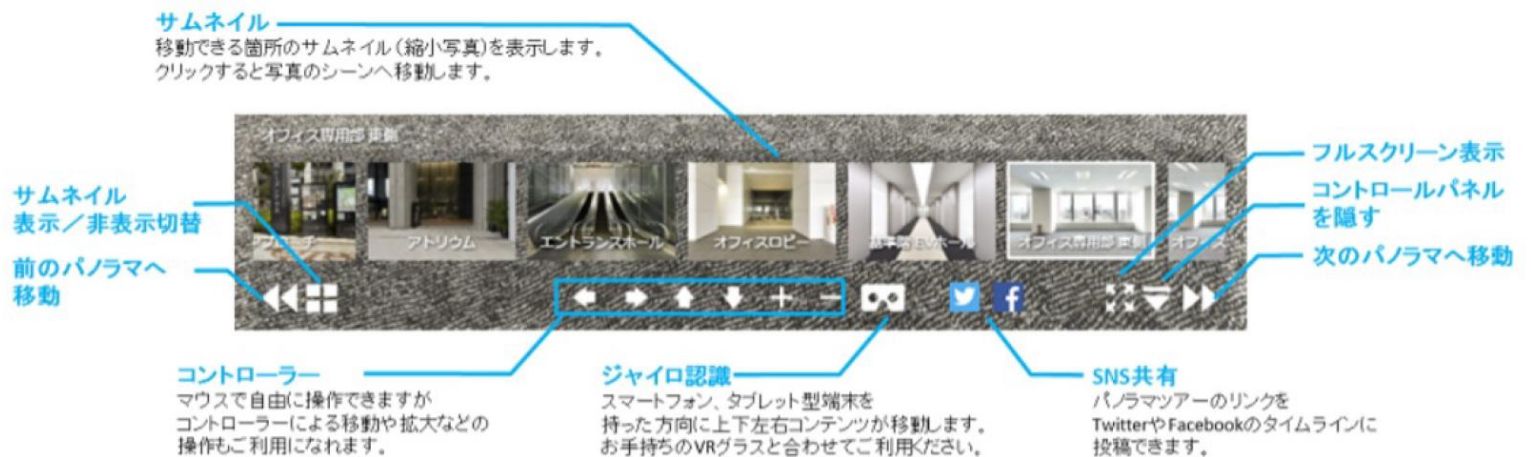 サムネイル
移動できる箇所のサムネイル(縮小写真)を表示します。
クリックすると写真のシーンへ移動します。
オフィス専用部 東側
アトリウム
エントランスホール
オフィスロビー
基準階 EVホール
オフィス専用部 東側
オフィス
フルスクリーン表示
コントロールパネル
を隠す
次のパノラマへ移動
サムネイル
表示/非表示切替
前のパノラマへ
移動
コントローラー
マウスで自由に操作できますが
コントローラーによる移動や拡大などの
操作もご利用になれます。
ジャイロ認識
スマートフォン、タブレット型端末を
持った方向に上下左右コンテンツが移動します。
お手持ちのVRグラスと合わせてご利用ください。
SNS共有
パノラマツアーのリンクを
TwitterやFacebookのタイムラインに
投稿できます。